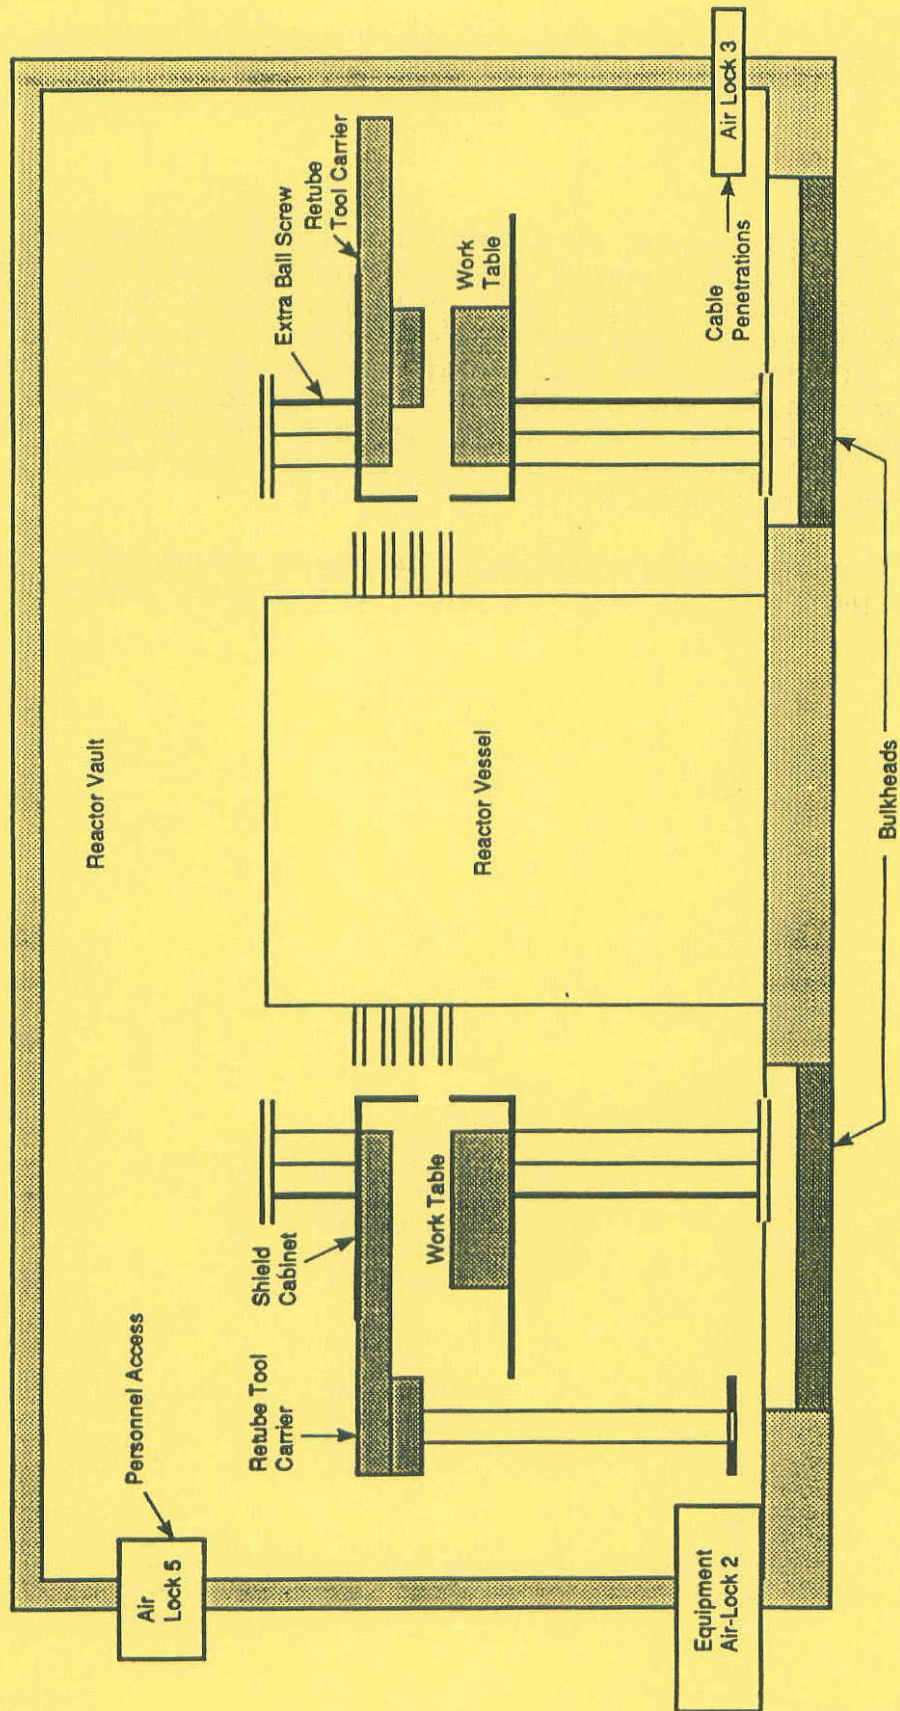 Reactor Vault
Air
Lock 5
Personnel Access
Retube Tool
Carrier
Shield
Cabinet
Extra Ball Screw
Retube
Tool Carrier
Work Table
Reactor Vessel
Work
Table
Equipment
Air-Lock 2
Cable
Penetrations
Air Lock 3
Bulkheads